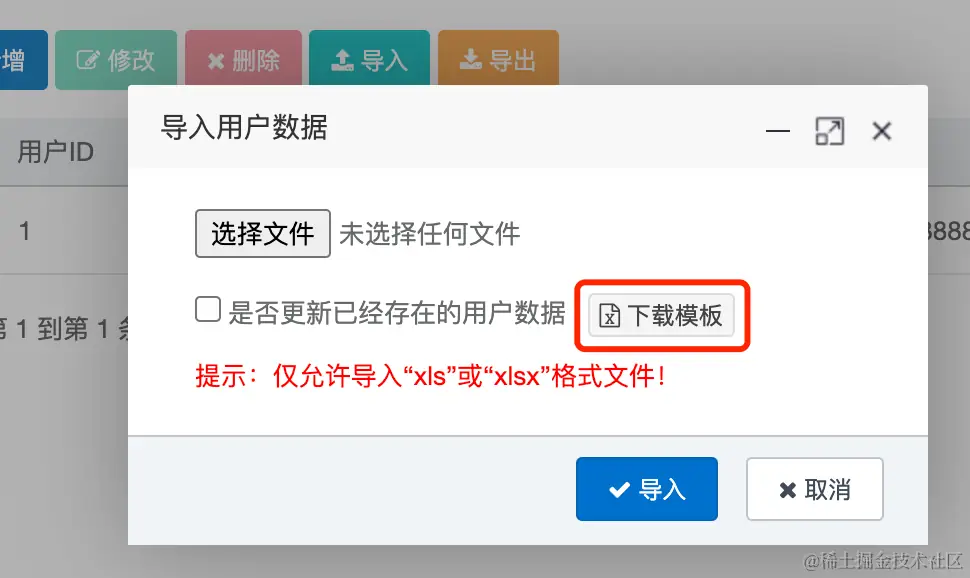 增 修改 删除 导入 导出
导入用户数据
用户ID
选择文件 未选择任何文件
1
8888
是否更新已经存在的用户数据 下载模板
第 1 到第 1 条
提示：仅允许导入“xls”或“xlsx”格式文件！
导入 取消
@稀土掘金技术社区